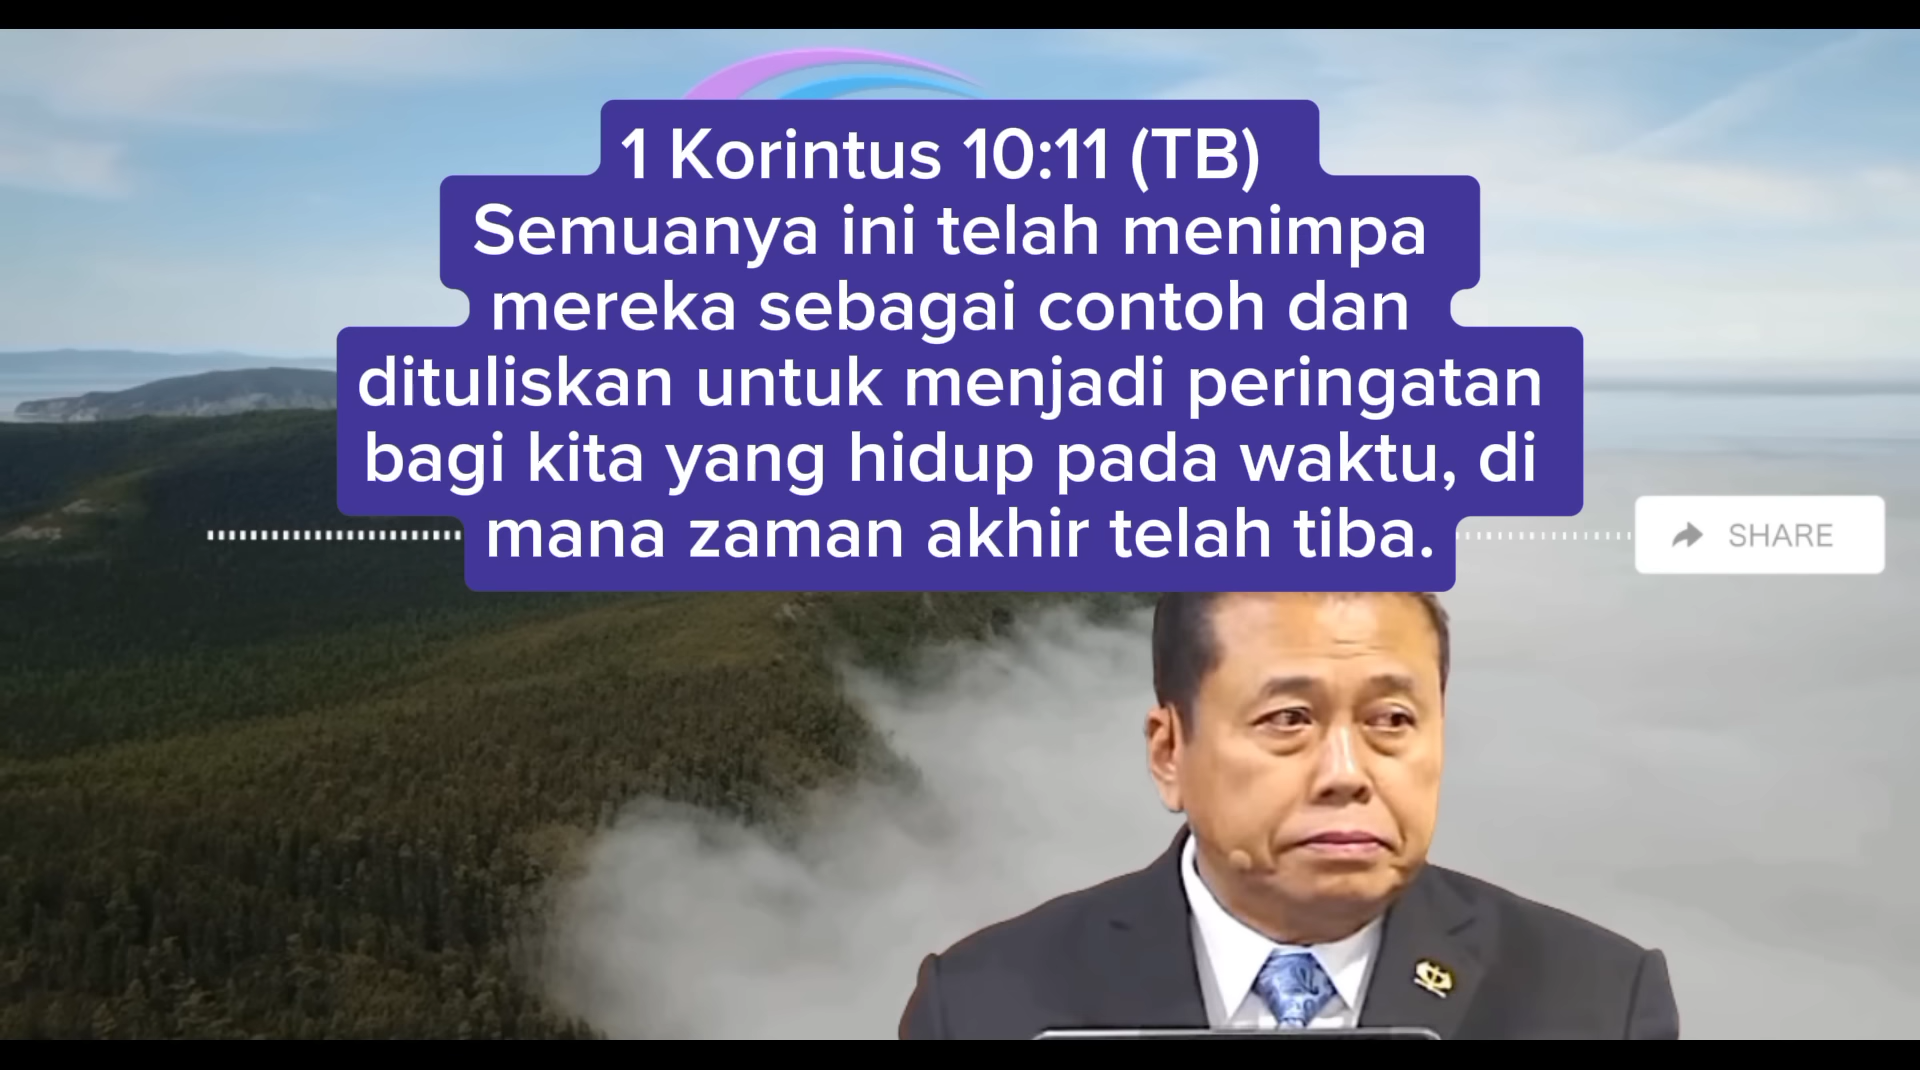 1 Korintus 10:11 (TB)
Semuanya ini telah menimpa
mereka sebagai contoh dan
dituliskan untuk menjadi peringatan
bagi kita yang hidup pada waktu, di
mana zaman akhir telah tiba.
SHARE